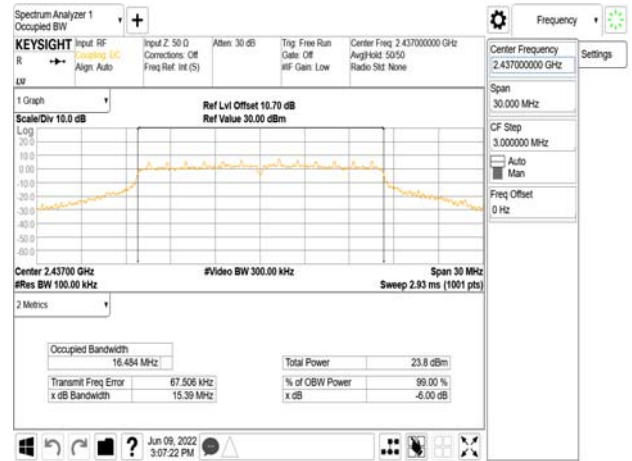 Spectrum Analyzer 1
Occupied BW
Frequency
KEYSIGHT
Input: RF
Coupling: DC
Align: Auto
Input Z: 50 Ω
Corrections: Off
Freq Ref: Int (S)
Atten: 30 dB
Trig: Free Run
Gate: Off
#IF Gain: Low
Center Freq: 2.437000000 GHz
Avg|Hold: 50/50
Radio Std: None
R
LU
Center Frequency
2.437000000 GHz
Settings
Span
30.000 MHz
CF Step
3.000000 MHz
Auto
Man
Freq Offset
0 Hz
1 Graph
Scale/Div 10.0 dB
Ref Lvl Offset 10.70 dB
Ref Value 30.00 dBm
Log
20.0
10.0
0.00
-10.0
-20.0
-30.0
-40.0
-50.0
-60.0
Center 2.43700 GHz
#Res BW 100.00 kHz
#Video BW 300.00 kHz
Span 30 MHz
Sweep 2.93 ms (1001 pts)
2 Metrics
Occupied Bandwidth
16.484 MHz
Total Power 23.8 dBm
Transmit Freq Error 67.506 kHz
% of OBW Power 99.00 %
x dB Bandwidth 15.39 MHz
x dB -6.00 dB
Jun 09, 2022
3:07:22 PM